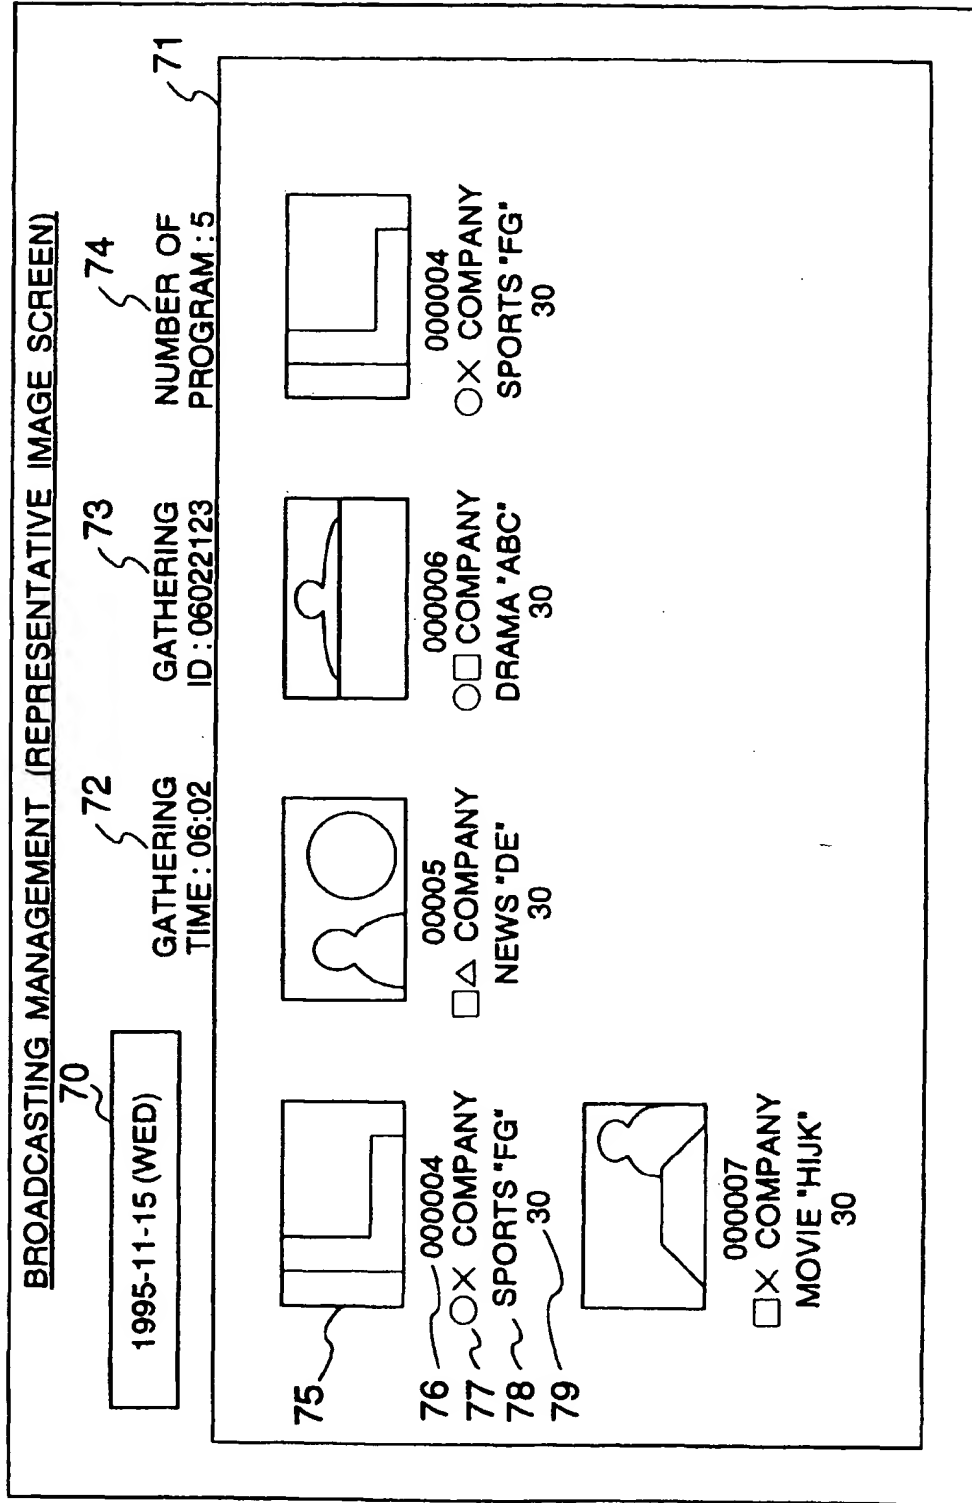 BROADCASTING MANAGEMENT (REPRESENTATIVE IMAGE SCREEN)
70
72
73
74
1995-11-15 (WED)
GATHERING
TIME : 06:02
GATHERING
ID : 06022123
NUMBER OF
PROGRAM : 5
71
75
76
000004
77
○× COMPANY
78
SPORTS "FG"
79
30
00005
□△ COMPANY
NEWS "DE"
30
000006
○□ COMPANY
DRAMA "ABC"
30
000004
○× COMPANY
SPORTS "FG"
30
000007
□× COMPANY
MOVIE "HIJK"
30